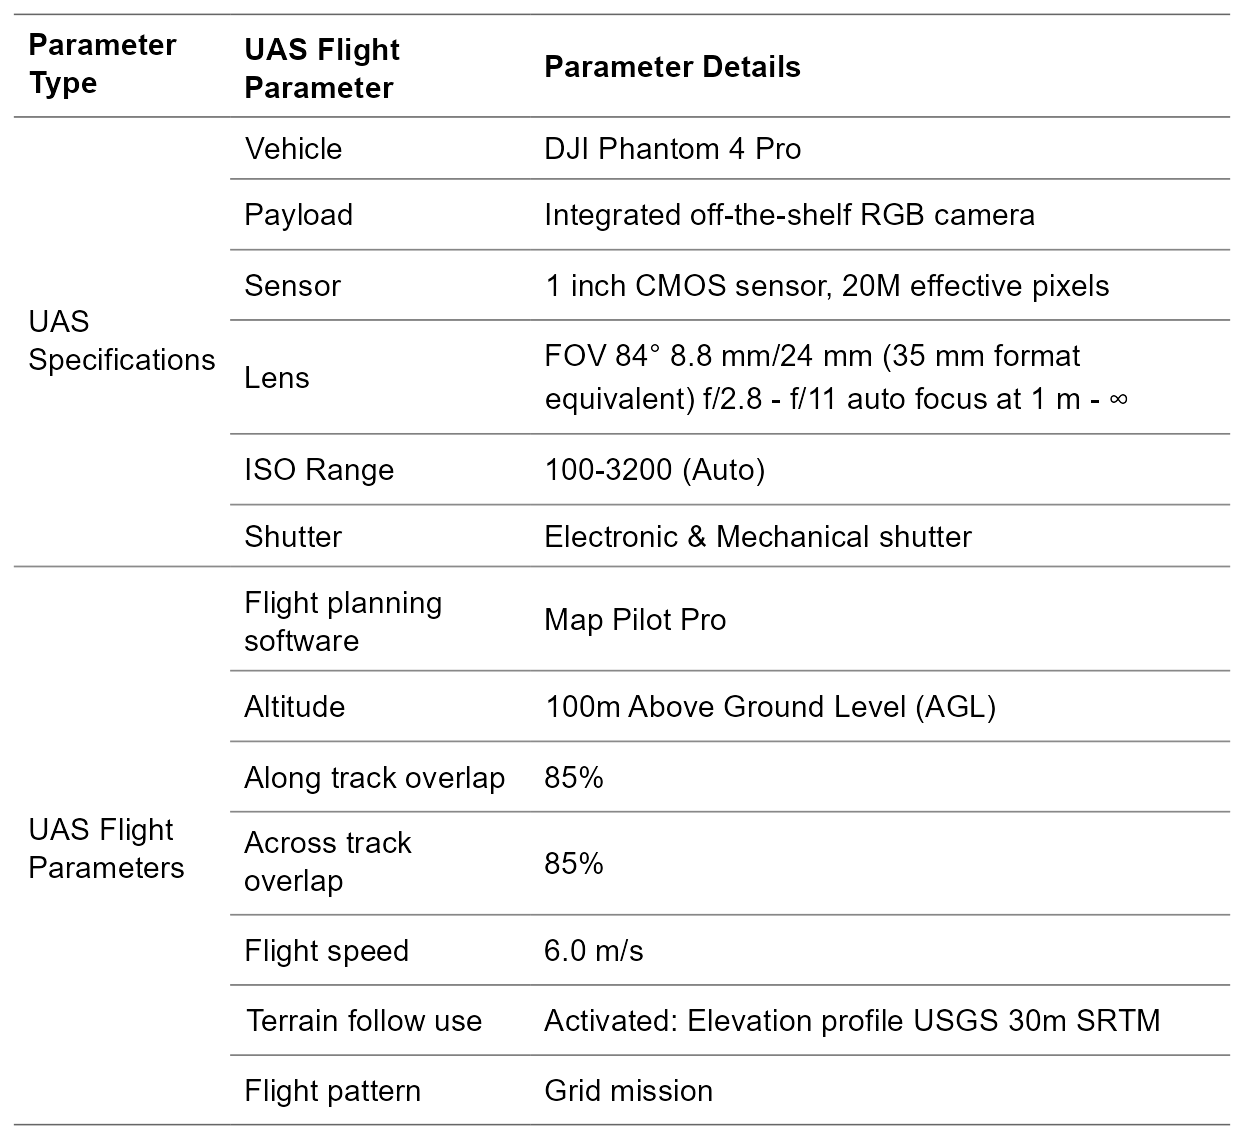 Parameter Type
UAS Flight Parameter
Parameter Details
UAS Specifications
Vehicle
DJI Phantom 4 Pro
Payload
Integrated off-the-shelf RGB camera
Sensor
1 inch CMOS sensor, 20M effective pixels
Lens
FOV 84° 8.8 mm/24 mm (35 mm format
equivalent) f/2.8 - f/11 auto focus at 1 m - ∞
ISO Range
100-3200 (Auto)
Shutter
Electronic & Mechanical shutter
UAS Flight Parameters
Flight planning
software
Map Pilot Pro
Altitude
100m Above Ground Level (AGL)
Along track overlap
85%
Across track
overlap
85%
Flight speed
6.0 m/s
Terrain follow use
Activated: Elevation profile USGS 30m SRTM
Flight pattern
Grid mission